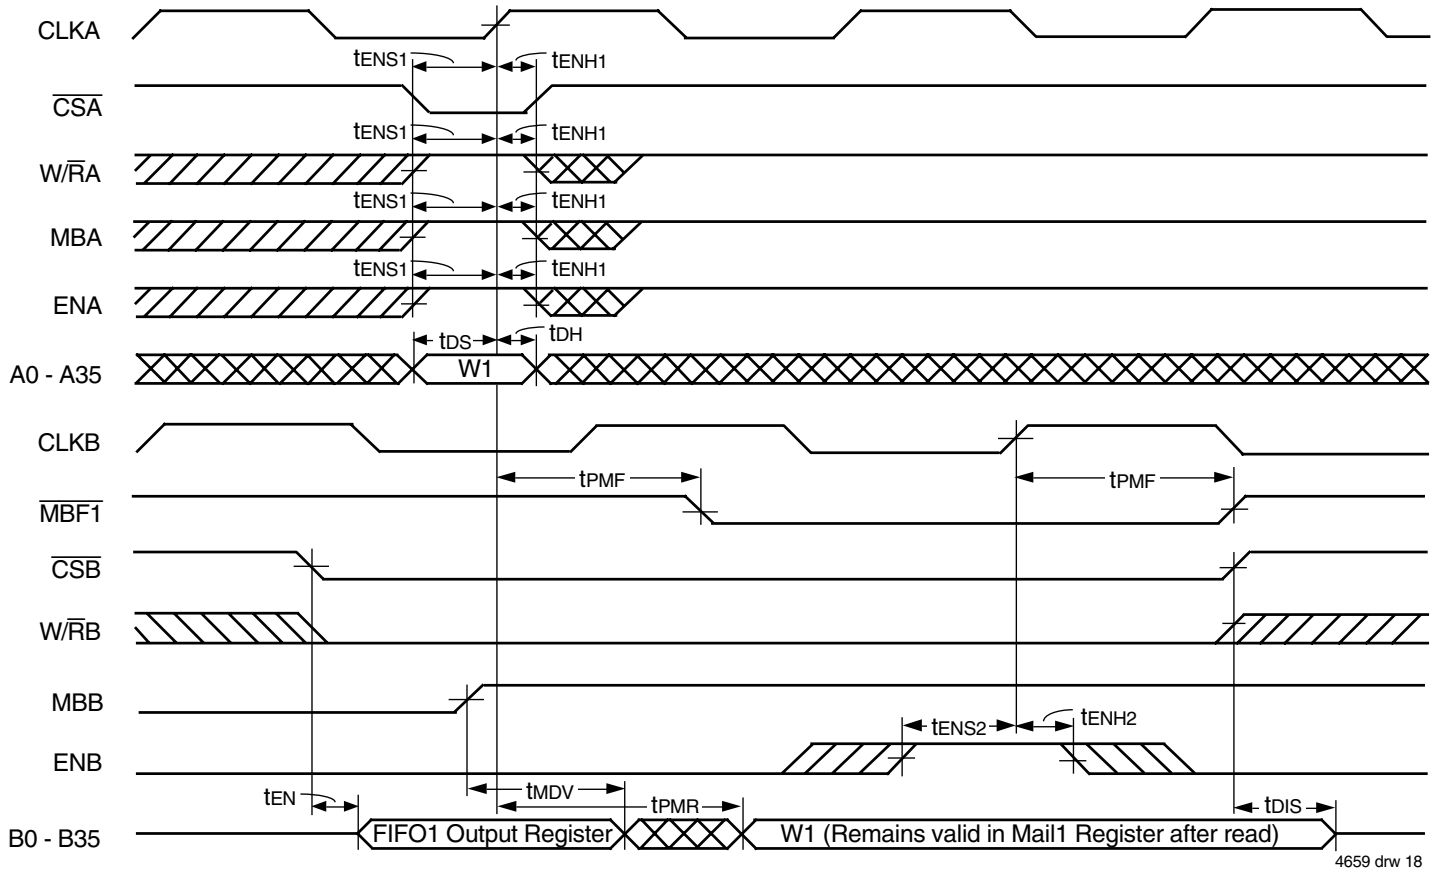 CLKA
tENS1 tENH1
CSA
tENS1 tENH1
W/RA
tENS1 tENH1
MBA
tENS1 tENH1
ENA
tDS tDH
A0 - A35 W1
CLKB
tPMF tPMF
MBF1
CSB
W/RB
MBB
tENS2 tENH2
ENB
tEN tMDV tPMR tDIS
B0 - B35 FIFO1 Output Register W1 (Remains valid in Mail1 Register after read)
4659 drw 18